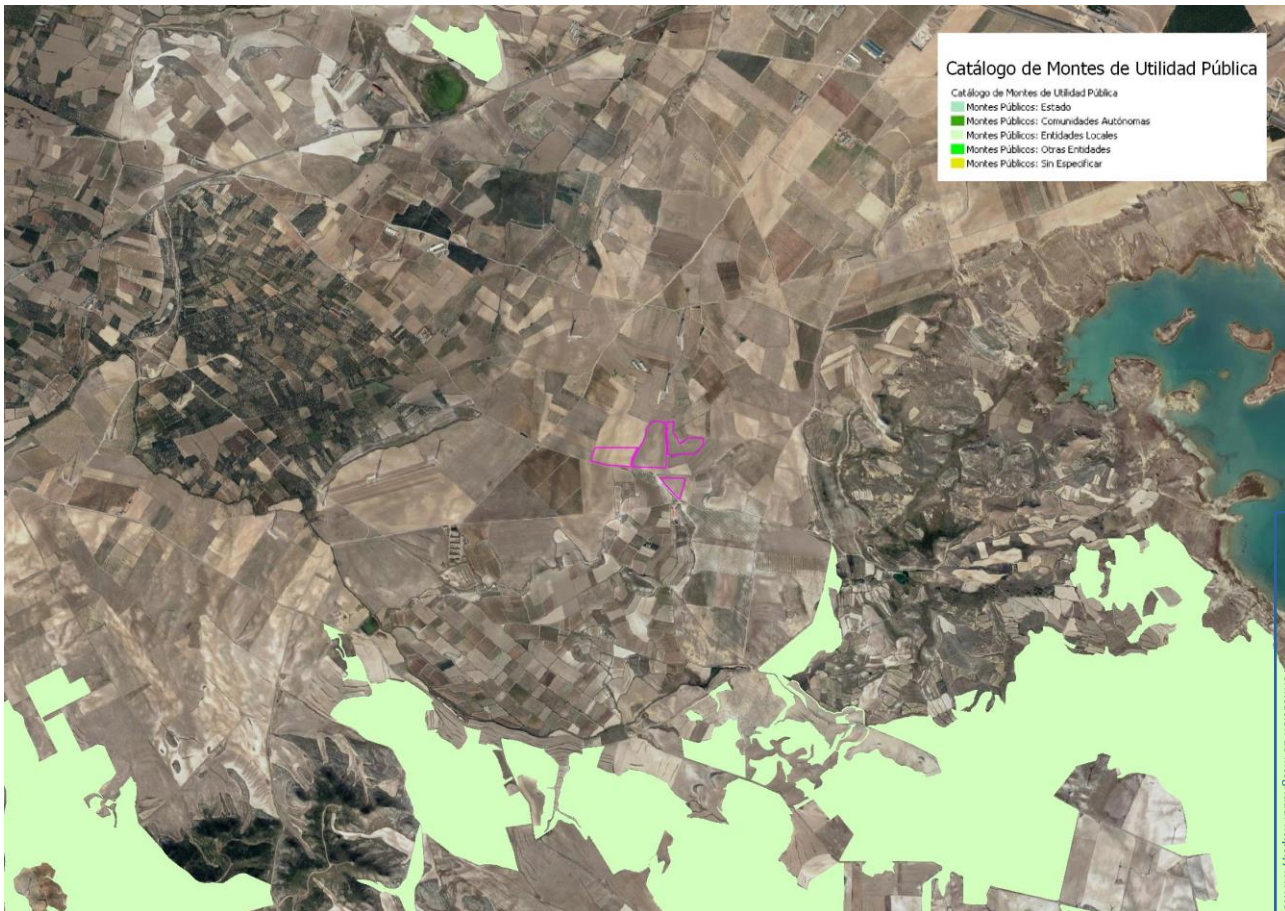 Catálogo de Montes de Utilidad Pública
Catálogo de Montes de Utilidad Pública
Montes Públicos: Estado
Montes Públicos: Comunidades Autónomas
Montes Públicos: Entidades Locales
Montes Públicos: Otras Entidades
Montes Públicos: Sin Especificar